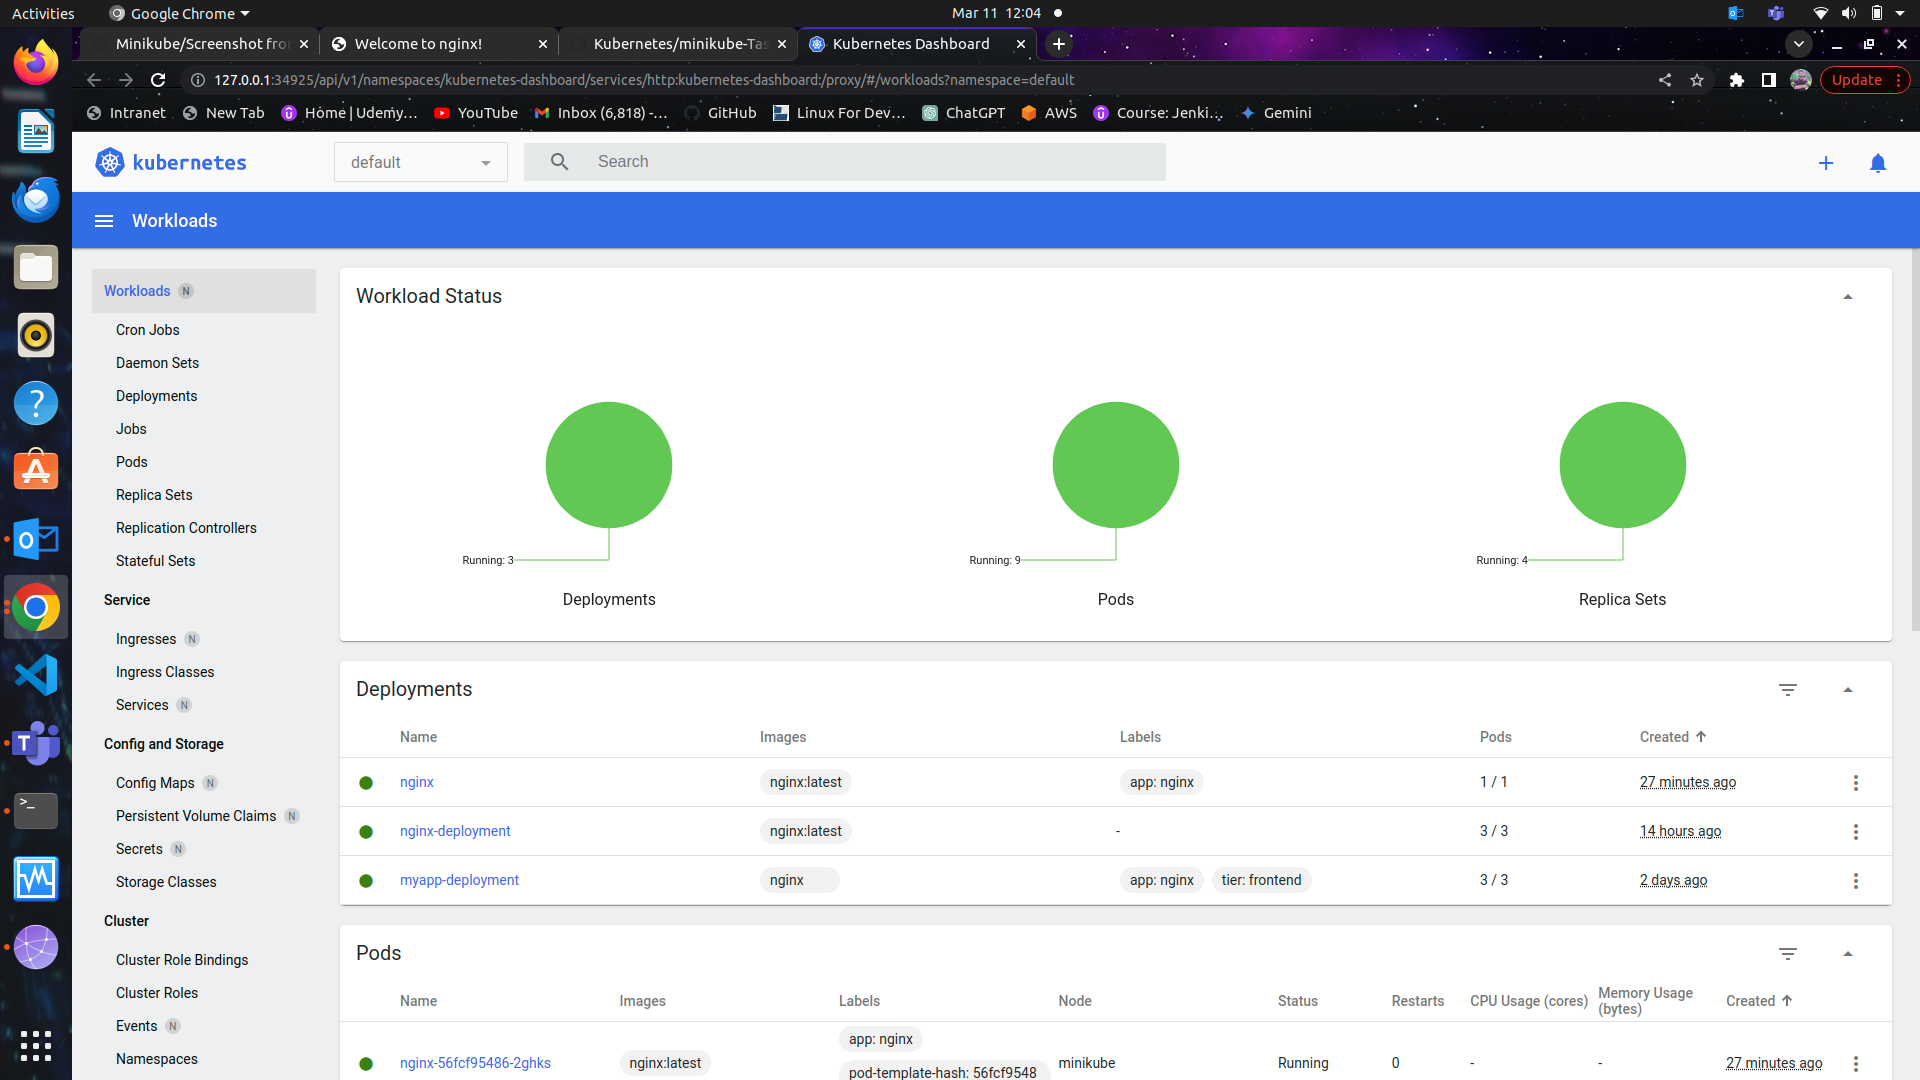 Activities
Google Chrome
Mar 11 12:04
Minikube/Screenshot fro
Welcome to nginx!
Kubernetes/minikube-Tas
Kubernetes Dashboard
127.0.0.1:34925/api/v1/namespaces/kubernetes-dashboard/services/http:kubernetes-dashboard:/proxy/#/workloads?namespace=default
Update
Intranet
New Tab
Home | Udemy...
YouTube
Inbox (6,818) -...
GitHub
Linux For Dev...
ChatGPT
AWS
Course: Jenki...
Gemini
kubernetes
default
Search
Workloads
Workloads N
Cron Jobs
Daemon Sets
Deployments
Jobs
Pods
Replica Sets
Replication Controllers
Stateful Sets
Service
Ingresses N
Ingress Classes
Services N
Config and Storage
Config Maps N
Persistent Volume Claims N
Secrets N
Storage Classes
Cluster
Cluster Role Bindings
Cluster Roles
Events N
Namespaces
Workload Status
Running: 3
Deployments
Running: 9
Pods
Running: 4
Replica Sets
Deployments
Name Images Labels Pods Created
nginx nginx:latest app: nginx 1 / 1 27 minutes ago
nginx-deployment nginx:latest - 3 / 3 14 hours ago
myapp-deployment nginx app: nginx tier: frontend 3 / 3 2 days ago
Pods
Name Images Labels Node Status Restarts CPU Usage (cores) Memory Usage (bytes) Created
app: nginx
nginx-56fcf95486-2ghks nginx:latest minikube Running 0 - - 27 minutes ago
pod-template-hash: 56fcf9548